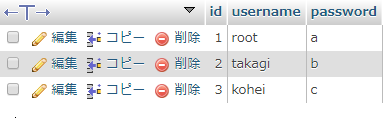 id username password
編集 コピー 削除 1 root a
編集 コピー 削除 2 takagi b
編集 コピー 削除 3 kohei c